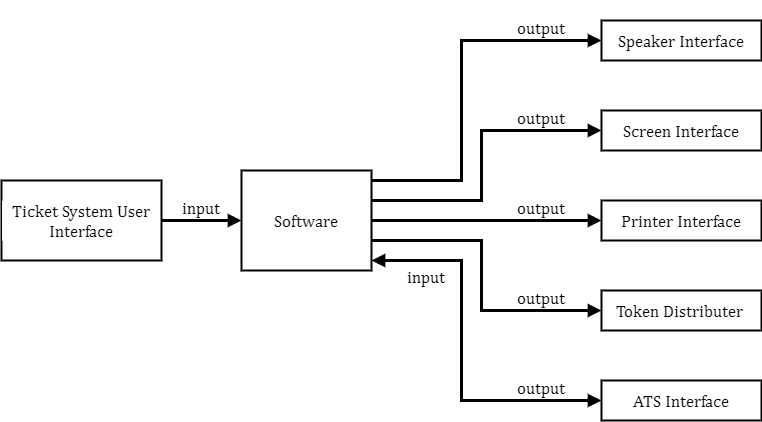 output
Speaker Interface
output
Screen Interface
Ticket System User
Interface
input
Software
output
Printer Interface
input
output
Token Distributer
output
ATS Interface